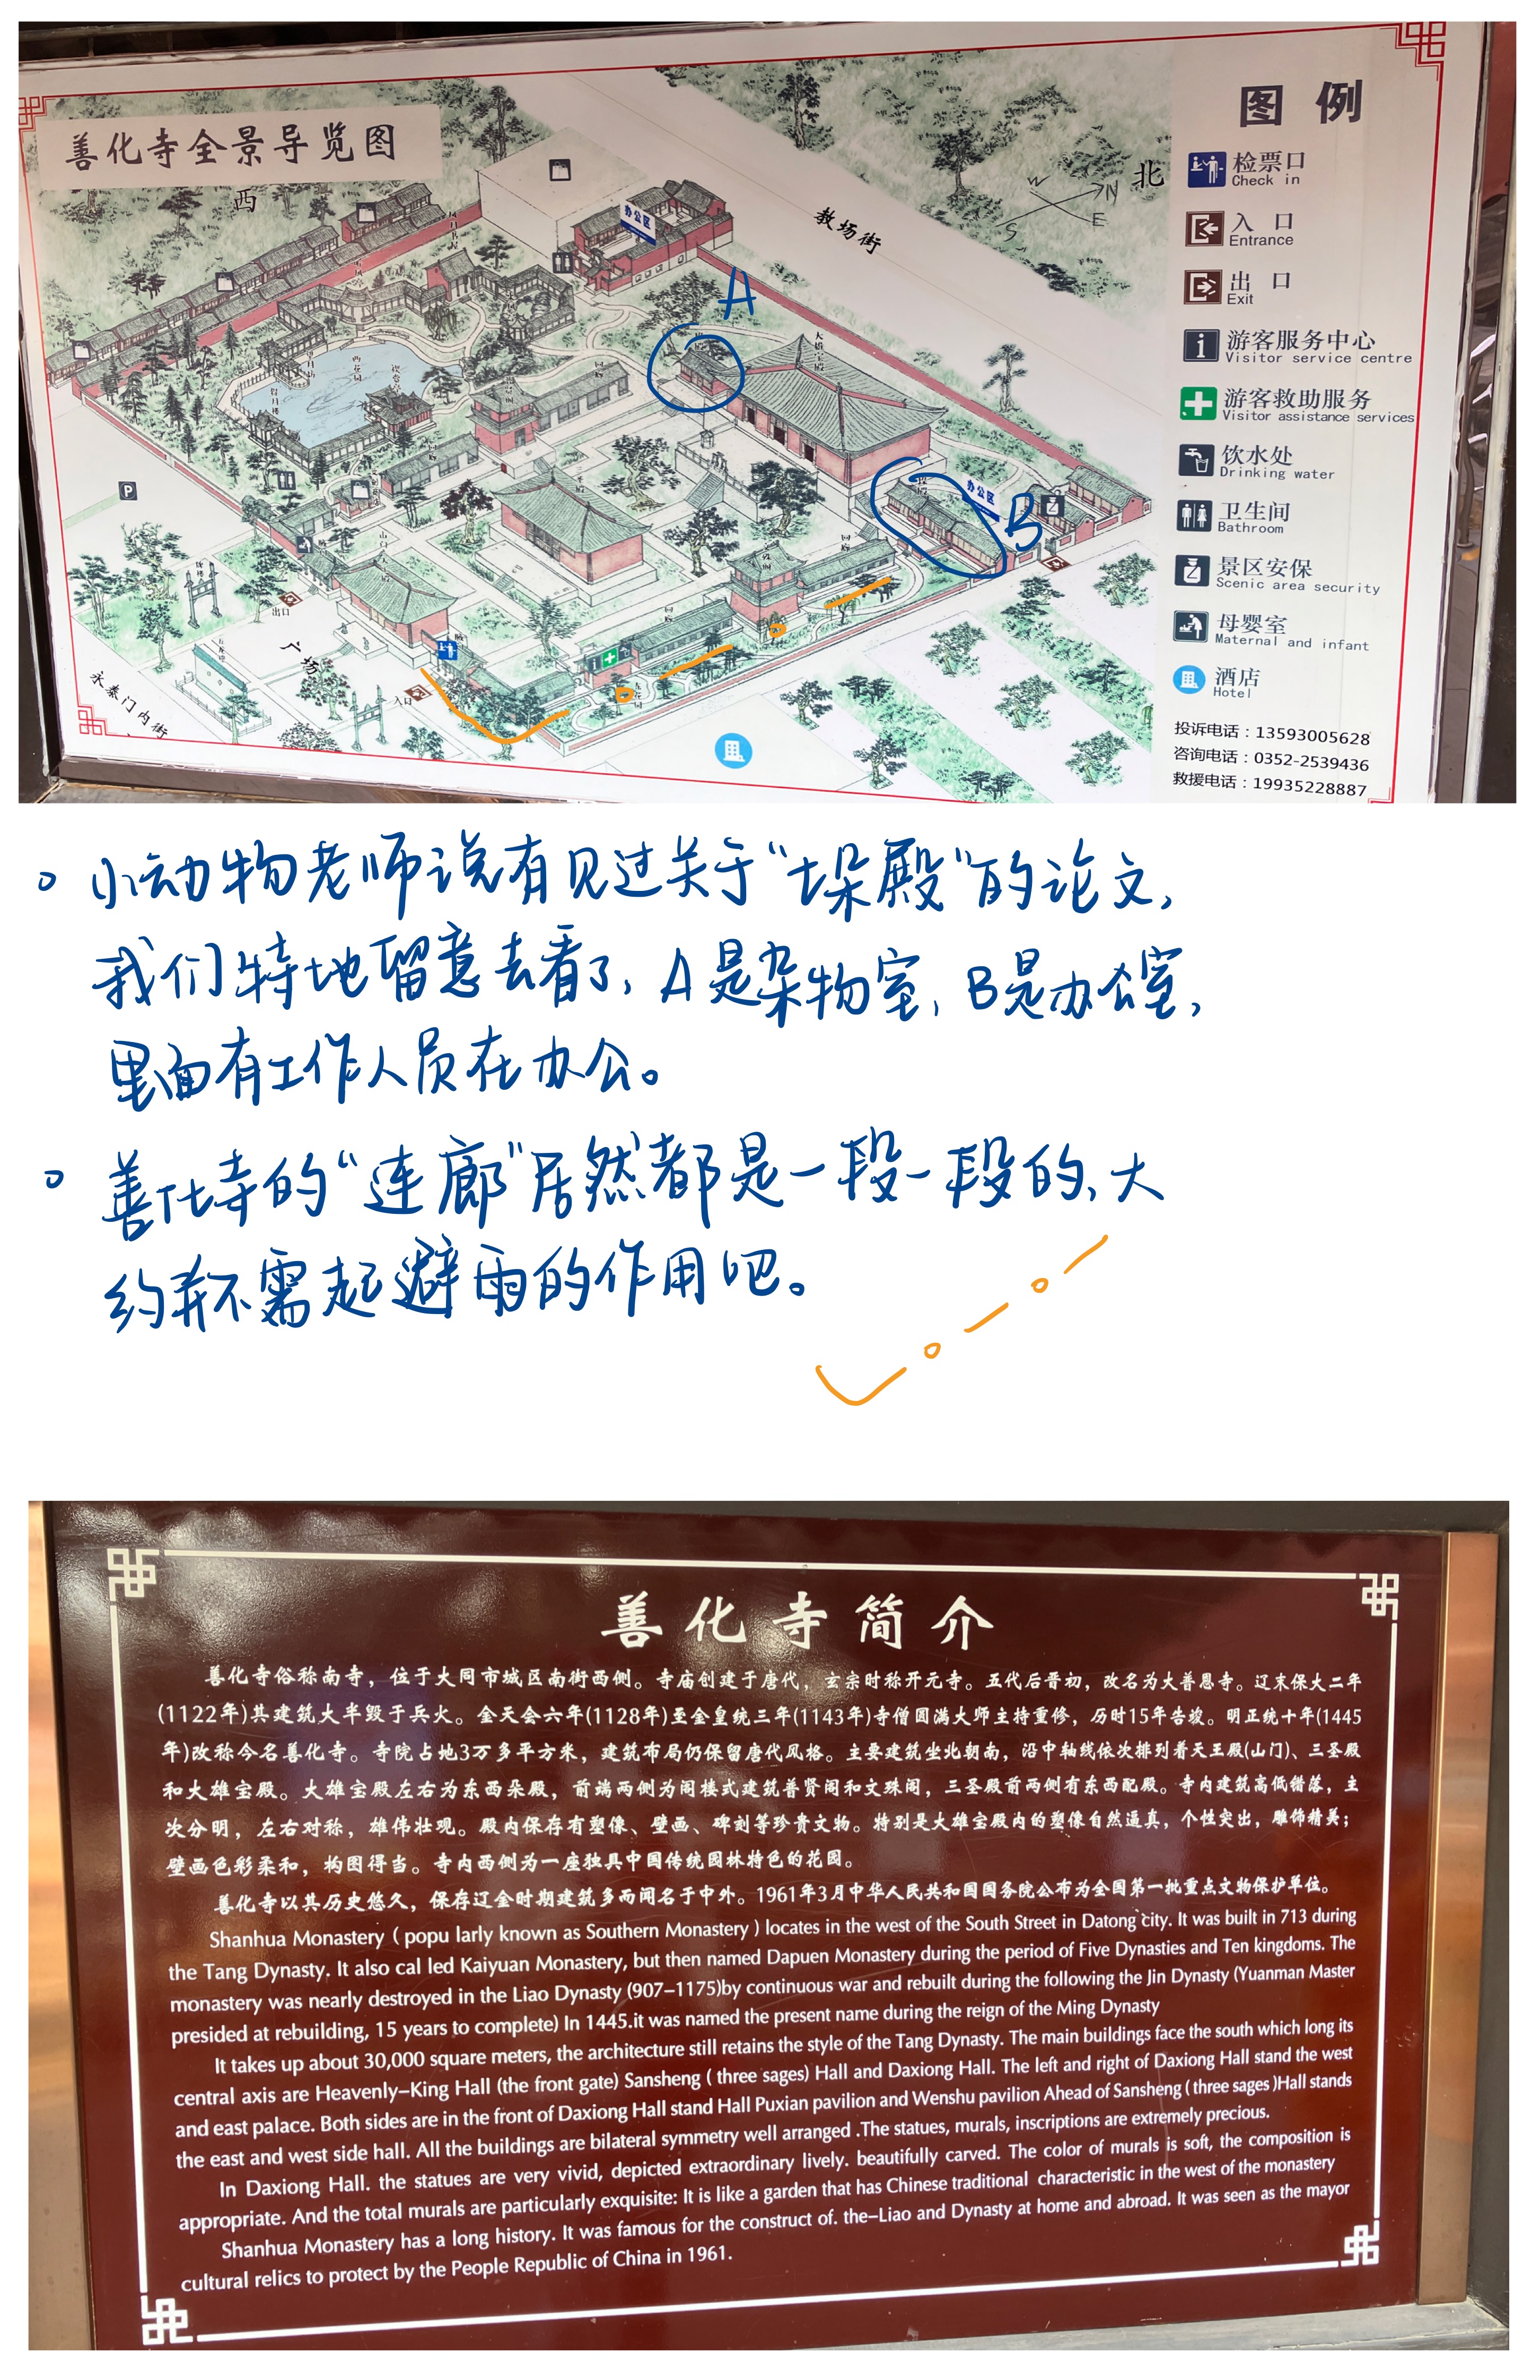 善化寺全景导览图
西
北
W
N
S
E
教场街
办公区
A
大雄宝殿
西花园
B
办公区
P
出口
广场
入口
永泰门内街
图例
检票口
Check in
入口
Entrance
出口
Exit
游客服务中心
Visitor service centre
游客救助服务
Visitor assistance services
饮水处
Drinking water
卫生间
Bathroom
景区安保
Scenic area security
母婴室
Maternal and infant
酒店
Hotel
投诉电话：13593005628
咨询电话：0352-2539436
救援电话：19935228887
小动物老师说有见过关于“垛殿”的论文，
我们特地留意去看了，A是杂物室，B是办公室，
里面有工作人员在办公。
善化寺的“连廊”居然都是一段一段的，大
约并不需起避雨的作用吧。
善化寺简介
善化寺俗称南寺，位于大同市城区南街西侧。寺庙创建于唐代，玄宗时称开元寺。五代后晋初，改名为大普恩寺。辽末保大二年
(1122年)其建筑大半毁于兵火。金天会六年(1128年)至金皇统三年(1143年)寺僧圆满大师主持重修，历时15年告竣。明正统十年(1445
年)改称今名善化寺。寺院占地3万多平方米，建筑布局仍保留唐代风格。主要建筑坐北朝南，沿中轴线依次排列着天王殿(山门)、三圣殿
和大雄宝殿。大雄宝殿左右为东西朵殿，前端两侧为阁楼式建筑普贤阁和文殊阁，三圣殿前两侧有东西配殿。寺内建筑高低错落，主
次分明，左右对称，雄伟壮观。殿内保存有塑像、壁画、碑刻等珍贵文物。特别是大雄宝殿内的塑像自然逼真，个性突出，雕饰精美；
壁画色彩柔和，构图得当。寺内西侧为一座独具中国传统园林特色的花园。
善化寺以其历史悠久，保存辽金时期建筑多而闻名于中外。1961年3月中华人民共和国国务院公布为全国第一批重点文物保护单位。
Shanhua Monastery ( popu larly known as Southern Monastery ) locates in the west of the South Street in Datong city. It was built in 713 during
the Tang Dynasty. It also cal led Kaiyuan Monastery, but then named Dapuen Monastery during the period of Five Dynasties and Ten kingdoms. The
monastery was nearly destroyed in the Liao Dynasty (907–1175)by continuous war and rebuilt during the following the Jin Dynasty (Yuanman Master
presided at rebuilding, 15 years to complete) In 1445.it was named the present name during the reign of the Ming Dynasty
It takes up about 30,000 square meters, the architecture still retains the style of the Tang Dynasty. The main buildings face the south which long its
central axis are Heavenly–King Hall (the front gate) Sansheng ( three sages) Hall and Daxiong Hall. The left and right of Daxiong Hall stand the west
and east palace. Both sides are in the front of Daxiong Hall stand Hall Puxian pavilion and Wenshu pavilion Ahead of Sansheng ( three sages )Hall stands
the east and west side hall. All the buildings are bilateral symmetry well arranged .The statues, murals, inscriptions are extremely precious.
In Daxiong Hall. the statues are very vivid, depicted extraordinary lively. beautifully carved. The color of murals is soft, the composition is
appropriate. And the total murals are particularly exquisite: It is like a garden that has Chinese traditional characteristic in the west of the monastery
Shanhua Monastery has a long history. It was famous for the construct of. the–Liao and Dynasty at home and abroad. It was seen as the mayor
cultural relics to protect by the People Republic of China in 1961.